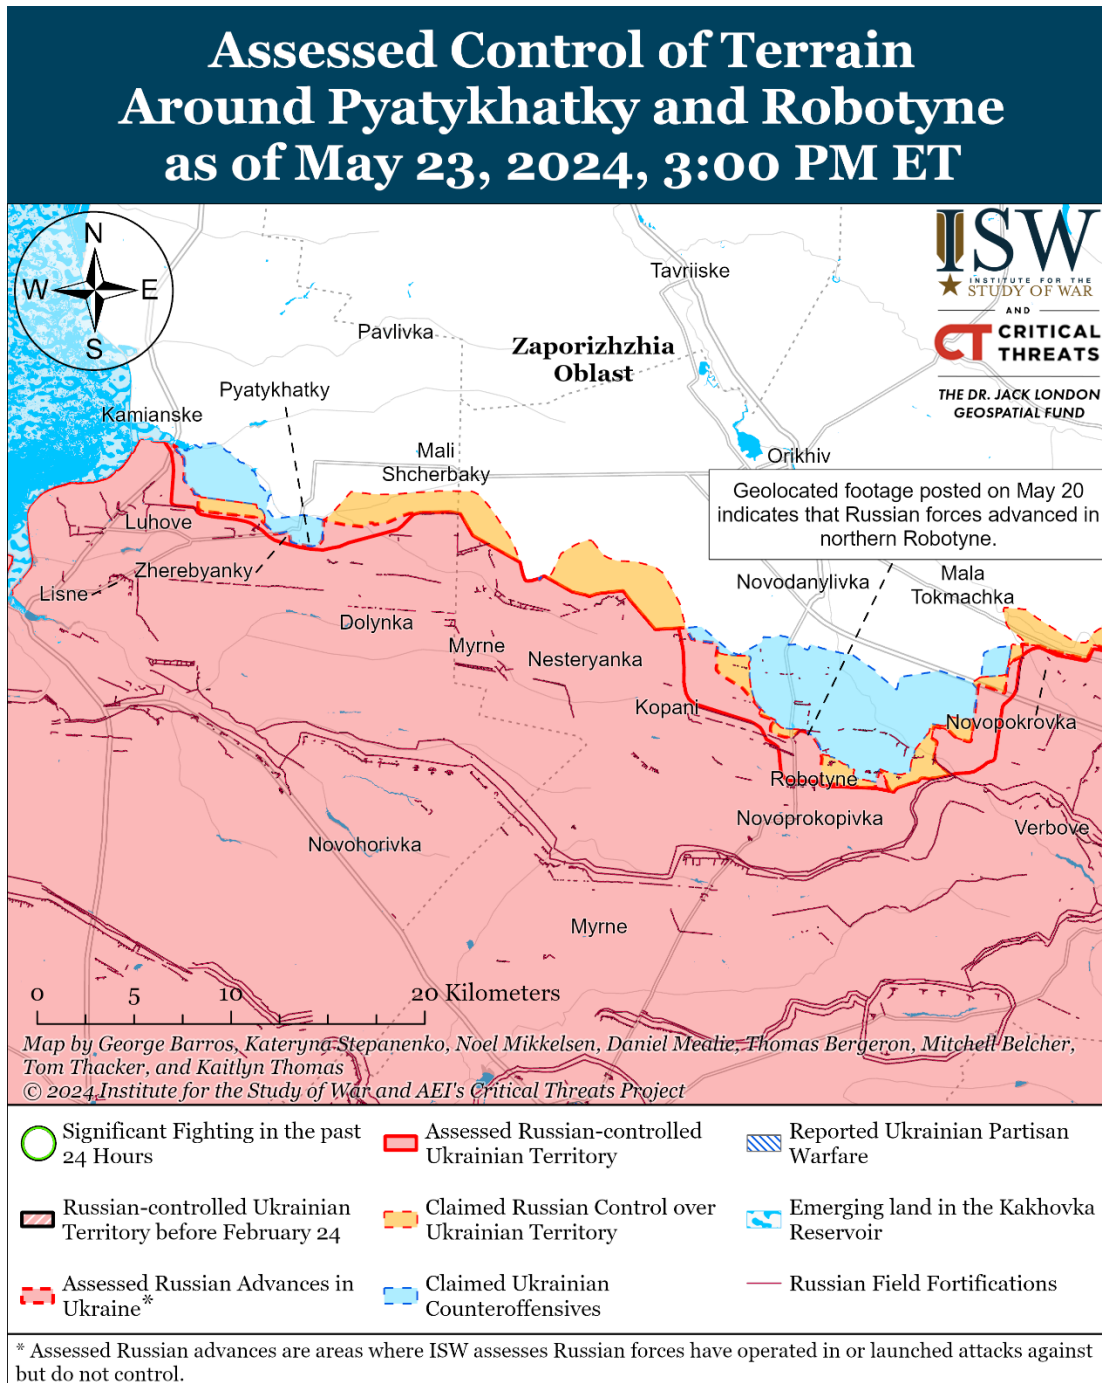 Assessed Control of Terrain
Around Pyatykhatky and Robotyne
as of May 23, 2024, 3:00 PM ET
N
W
E
S
ISW
INSTITUTE FOR THE
STUDY OF WAR
AND
CT CRITICAL
THREATS
THE DR. JACK LONDON
GEOSPATIAL FUND
Tavriiske
Pavlivka
Zaporizhzhia
Oblast
Pyatykhatky
Kamianske
Mali
Shcherbaky
Orikhiv
Geolocated footage posted on May 20
indicates that Russian forces advanced in
northern Robotyne.
Luhove
Zherebyanky
Lisne
Novodanylivka
Mala
Tokmachka
Dolynka
Myrne
Nesteryanka
Kopani
Novopokrovka
Robotyne
Novoprokopivka
Verbove
Novohorivka
Myrne
0 5 10 20 Kilometers
Map by George Barros, Kateryna Stepanenko, Noel Mikkelsen, Daniel Mealie, Thomas Bergeron, Mitchell Belcher,
Tom Thacker, and Kaitlyn Thomas
© 2024 Institute for the Study of War and AEI's Critical Threats Project
Significant Fighting in the past
24 Hours
Assessed Russian-controlled
Ukrainian Territory
Reported Ukrainian Partisan
Warfare
Russian-controlled Ukrainian
Territory before February 24
Claimed Russian Control over
Ukrainian Territory
Emerging land in the Kakhovka
Reservoir
Assessed Russian Advances in
Ukraine*
Claimed Ukrainian
Counteroffensives
Russian Field Fortifications
* Assessed Russian advances are areas where ISW assesses Russian forces have operated in or launched attacks against
but do not control.